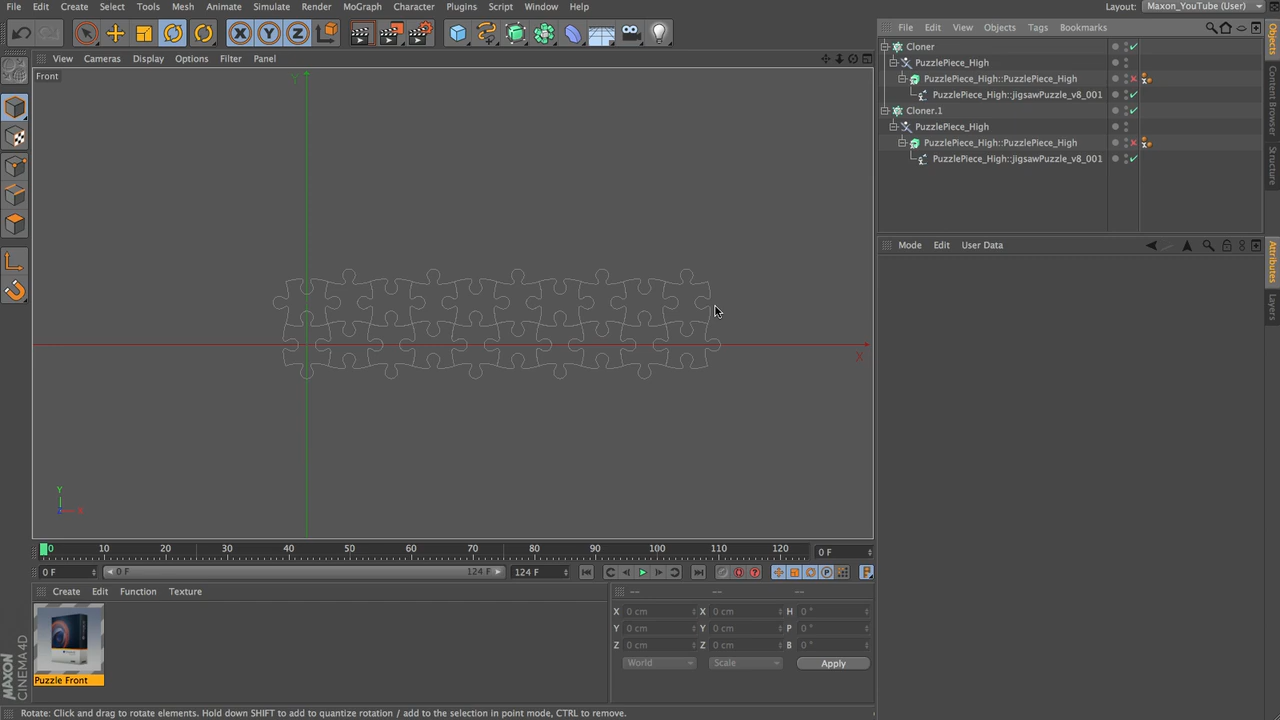 File Edit Create Select Tools Mesh Animate Simulate Render MoGraph Character Plugins Script Window Help
Layout: Maxon_YouTube (User)
View Cameras Display Options Filter Panel
File Edit View Objects Tags Bookmarks
Front
Y
X
Y
X
Cloner
PuzzlePiece_High
PuzzlePiece_High::PuzzlePiece_High
PuzzlePiece_High::jigsawPuzzle_v8_001
Cloner.1
PuzzlePiece_High
PuzzlePiece_High::PuzzlePiece_High
PuzzlePiece_High::jigsawPuzzle_v8_001
Objects
Content Browser
Structure
Mode Edit User Data
Attributes
Layers
0 10 20 30 40 50 60 70 80 90 100 110 120
0 F
0 F
0 F
124 F
124 F
Create Edit Function Texture
Puzzle Front
-- -- --
X 0 cm X 0 cm H 0 °
Y 0 cm Y 0 cm P 0 °
Z 0 cm Z 0 cm B 0 °
World Scale Apply
MAXON
CINEMA 4D
Rotate: Click and drag to rotate elements. Hold down SHIFT to add to quantize rotation / add to the selection in point mode, CTRL to remove.